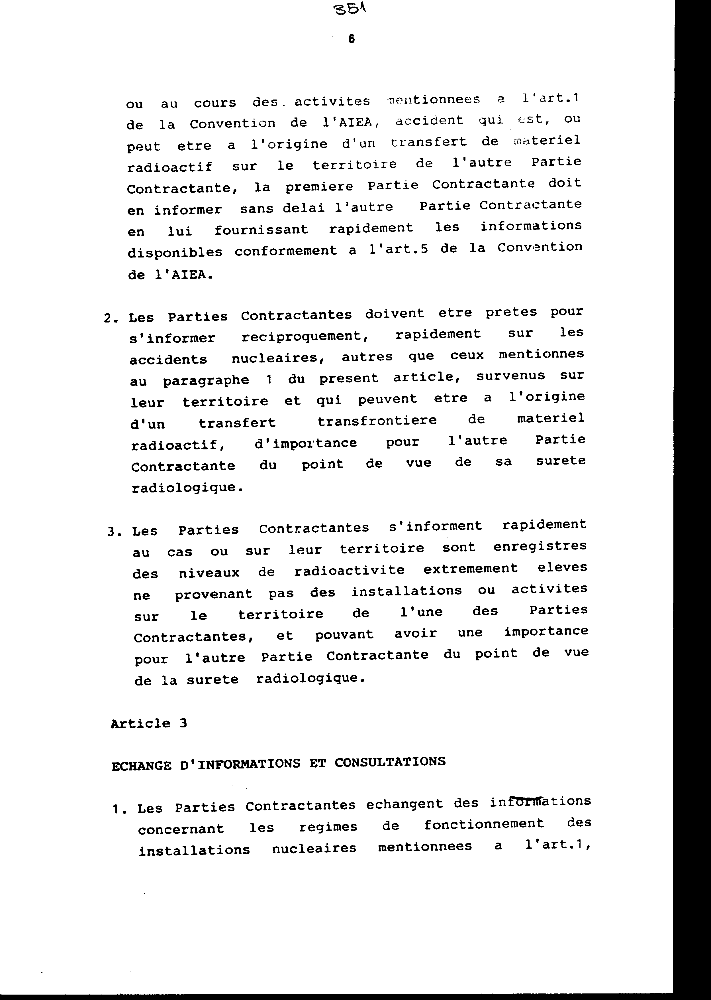 351
6
ou au cours des. activites mentionnees a l'art.1
de la Convention de l'AIEA, accident qui est, ou
peut etre a l'origine d'un transfert de materiel
radioactif sur le territoire de l'autre Partie
Contractante, la premiere Partie Contractante doit
en informer sans delai l'autre Partie Contractante
en lui fournissant rapidement les informations
disponibles conformement a l'art.5 de la Convention
de l'AIEA.
2. Les Parties Contractantes doivent etre pretes pour
s'informer reciproquement, rapidement sur les
accidents nucleaires, autres que ceux mentionnes
au paragraphe 1 du present article, survenus sur
leur territoire et qui peuvent etre a l'origine
d'un transfert transfrontiere de materiel
radioactif, d'importance pour l'autre Partie
Contractante du point de vue de sa surete
radiologique.
3. Les Parties Contractantes s'informent rapidement
au cas ou sur leur territoire sont enregistres
des niveaux de radioactivite extremement eleves
ne provenant pas des installations ou activites
sur le territoire de l'une des Parties
Contractantes, et pouvant avoir une importance
pour l'autre Partie Contractante du point de vue
de la surete radiologique.
Article 3
ECHANGE D'INFORMATIONS ET CONSULTATIONS
1. Les Parties Contractantes echangent des informations
concernant les regimes de fonctionnement des
installations nucleaires mentionnees a l'art.1,